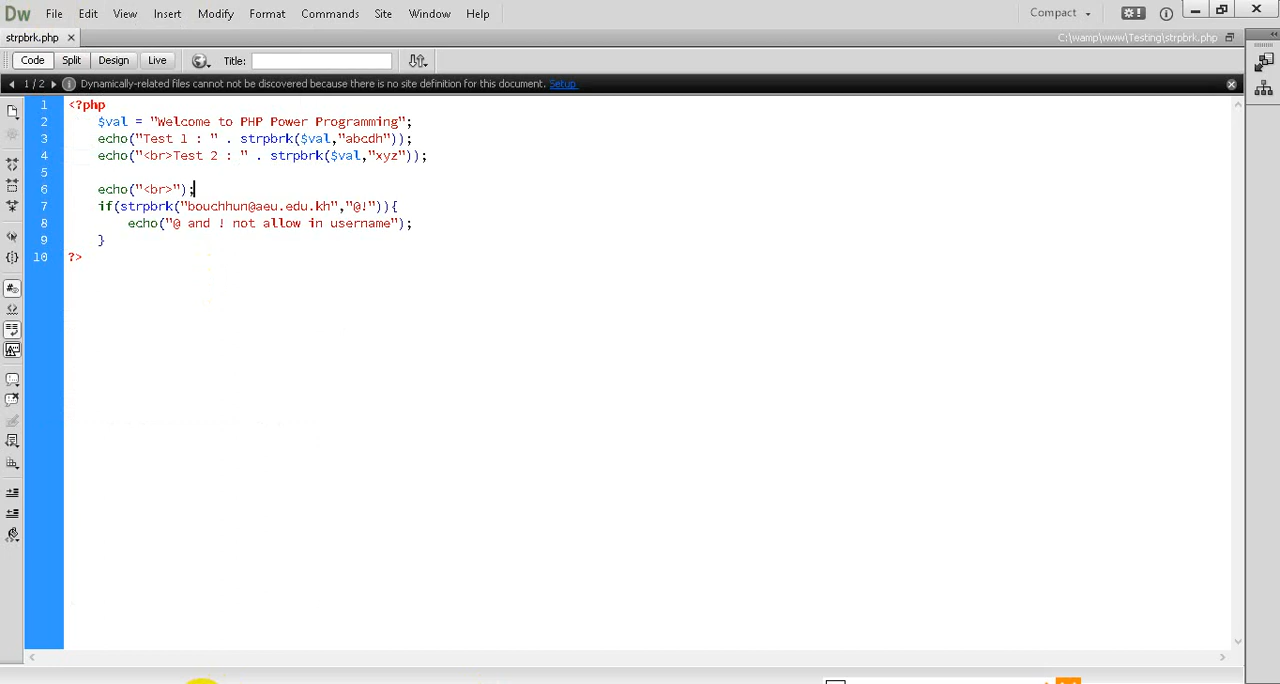 Dw File Edit View Insert Modify Format Commands Site Window Help Compact
strpbrk.php C:\wamp\www\Testing\strpbrk.php
Code Split Design Live Title:
1 / 2 Dynamically-related files cannot not be discovered because there is no site definition for this document. Setup
1 <?php
2 $val = "Welcome to PHP Power Programming";
3 echo("Test 1 : " . strpbrk($val,"abcdh"));
4 echo("<br>Test 2 : " . strpbrk($val,"xyz"));
5
6 echo("<br>");
7 if(strpbrk("bouchhun@aeu.edu.kh","@!")){
8 echo("@ and ! not allow in username");
9 }
10 ?>